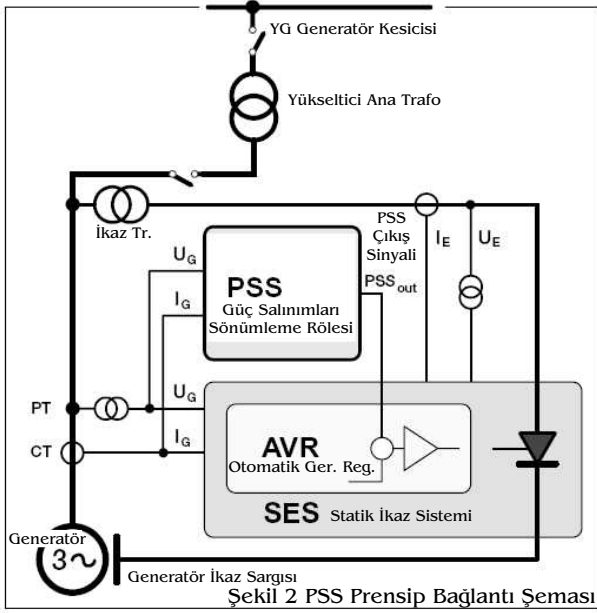 YG Generatör Kesicisi
Yükseltici Ana Trafo
İkaz Tr.
PSS
Çıkış
Sinyali
I_E
U_E
U_G
I_G
PSS
Güç Salınımları
Sönümleme Rölesi
PSS_out
PT
U_G
CT
I_G
AVR
Otomatik Ger. Reg.
SES Statik İkaz Sistemi
Generatör
3~
Generatör İkaz Sargısı
Şekil 2 PSS Prensip Bağlantı Şeması